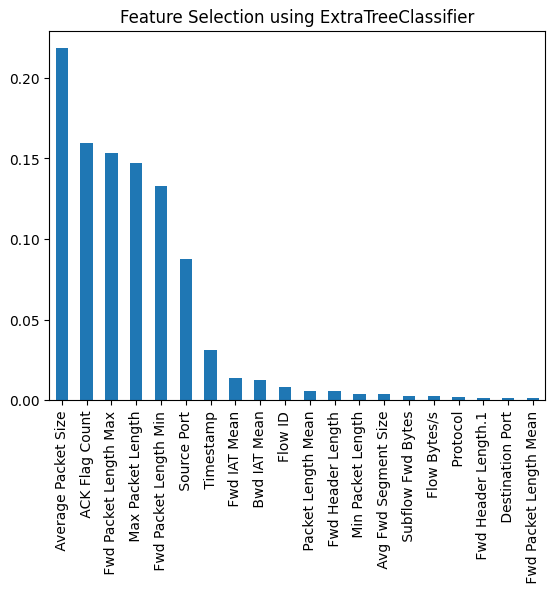 Feature Selection using ExtraTreeClassifier
0.20
0.15
0.10
0.05
0.00
Average Packet Size
ACK Flag Count
Fwd Packet Length Max
Max Packet Length
Fwd Packet Length Min
Source Port
Timestamp
Fwd IAT Mean
Bwd IAT Mean
Flow ID
Packet Length Mean
Fwd Header Length
Min Packet Length
Avg Fwd Segment Size
Subflow Fwd Bytes
Flow Bytes/s
Protocol
Fwd Header Length.1
Destination Port
Fwd Packet Length Mean